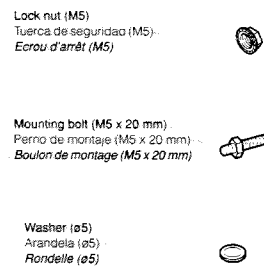 Lock nut (M5)
Tuerca de seguridad (M5)
Ecrou d'arrêt (M5)
Mounting bolt (M5 x 20 mm)
Perno de montaje (M5 x 20 mm)
Boulon de montage (M5 x 20 mm)
Washer (ø5)
Arandela (ø5)
Rondelle (ø5)